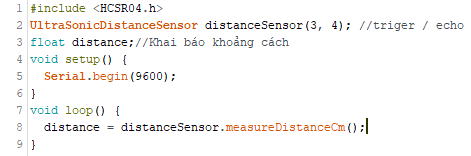 1 #include <HCSR04.h>
2 UltraSonicDistanceSensor distanceSensor(3, 4); //triger / echo
3 float distance;//Khai báo khoảng cách
4 void setup() {
5 Serial.begin(9600);
6 }
7 void loop() {
8 distance = distanceSensor.measureDistanceCm();
9 }